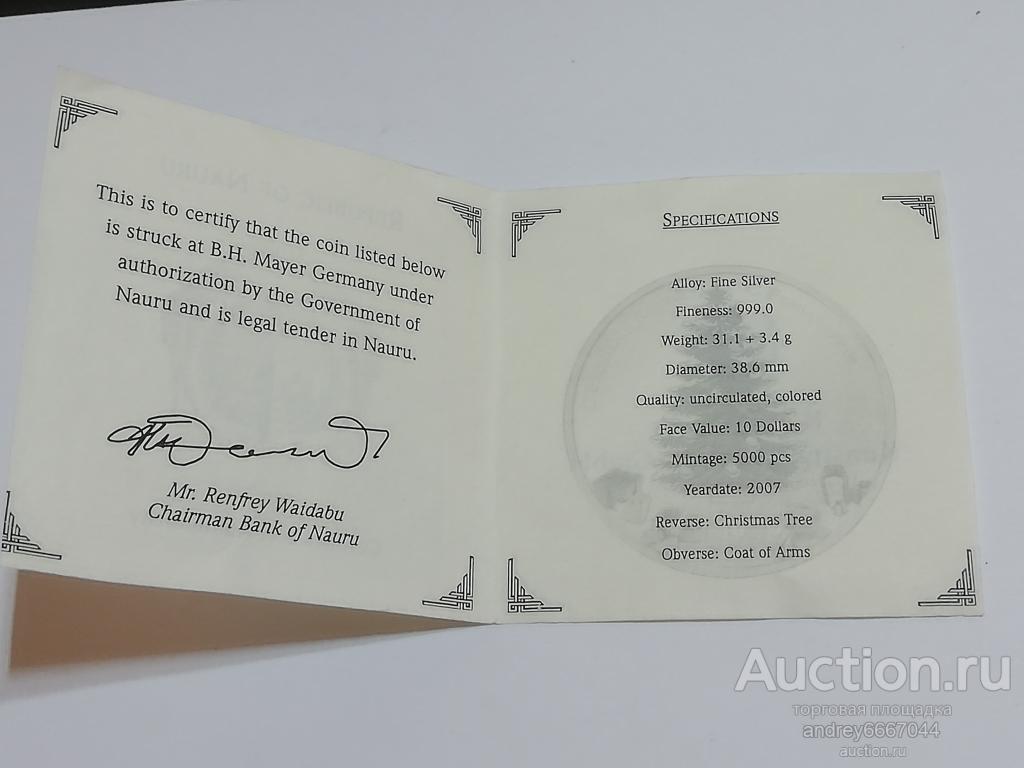 This is to certify that the coin listed below
is struck at B.H. Mayer Germany under
authorization by the Government of
Nauru and is legal tender in Nauru.
Mr. Renfrey Waidabu
Chairman Bank of Nauru
SPECIFICATIONS
Alloy: Fine Silver
Fineness: 999.0
Weight: 31.1 + 3.4 g
Diameter: 38.6 mm
Quality: uncirculated, colored
Face Value: 10 Dollars
Mintage: 5000 pcs
Yeardate: 2007
Reverse: Christmas Tree
Obverse: Coat of Arms
Auction.ru
торговая площадка
andrey6667044
auction.ru